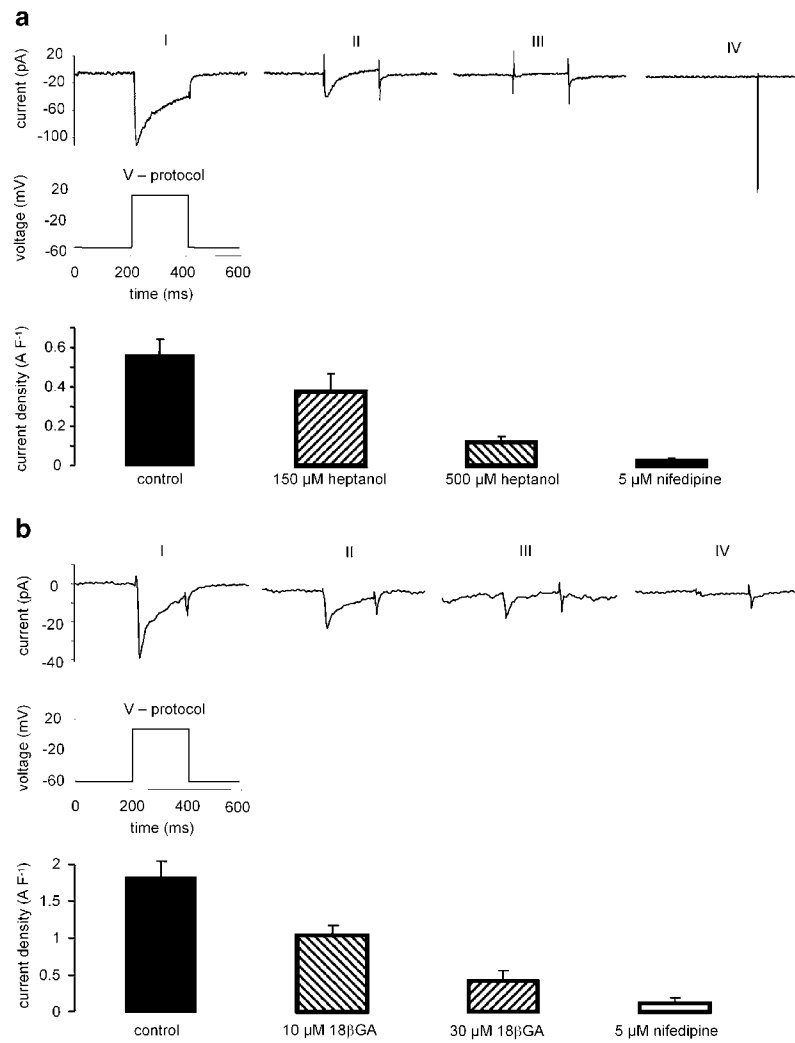 a
I II III IV
current (pA)
20
-20
-60
-100
V – protocol
voltage (mV)
20
-20
-60
0 200 400 600
time (ms)
current density (A F⁻¹)
0.6
0.4
0.2
0
control 150 µM heptanol 500 µM heptanol 5 µM nifedipine
b
I II III IV
current (pA)
0
-20
-40
V – protocol
voltage (mV)
20
-20
-60
0 200 400 600
time (ms)
current density (A F⁻¹)
2
1.5
1
0.5
0
control 10 µM 18βGA 30 µM 18βGA 5 µM nifedipine